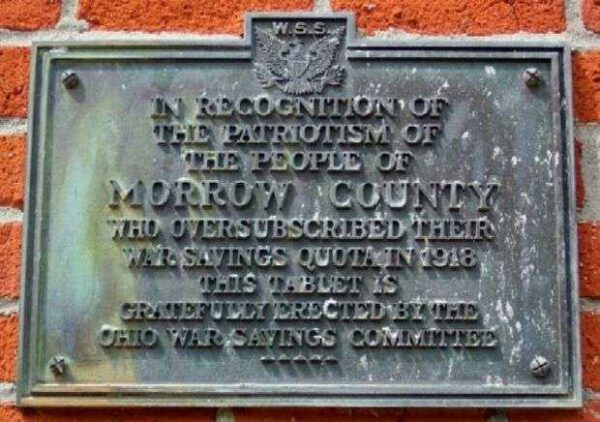 W.S.S.
IN RECOGNITION OF
THE PATRIOTISM OF
THE PEOPLE OF
MORROW COUNTY
WHO OVERSUBSCRIBED THEIR
WAR SAVINGS QUOTA IN 1918
THIS TABLET IS
GRATEFULLY ERECTED BY THE
OHIO WAR SAVINGS COMMITTEE